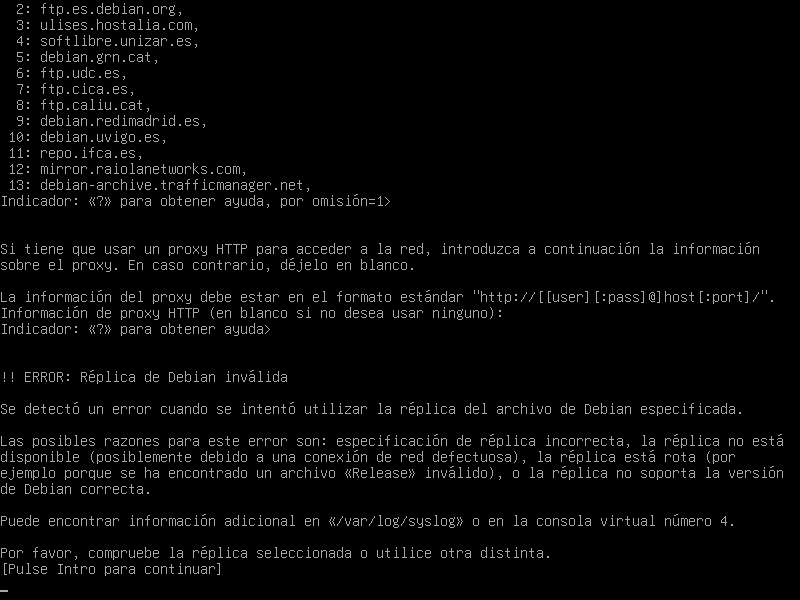 2: ftp.es.debian.org,
3: ulises.hostalia.com,
4: softlibre.unizar.es,
5: debian.grn.cat,
6: ftp.udc.es,
7: ftp.cica.es,
8: ftp.caliu.cat,
9: debian.redimadrid.es,
10: debian.uvigo.es,
11: repo.ifca.es,
12: mirror.raiolanetworks.com,
13: debian-archive.trafficmanager.net,
Indicador: «?» para obtener ayuda, por omisión=1>
Si tiene que usar un proxy HTTP para acceder a la red, introduzca a continuación la información
sobre el proxy. En caso contrario, déjelo en blanco.
La información del proxy debe estar en el formato estándar "http://[[user][:pass]@]host[:port]/".
Información de proxy HTTP (en blanco si no desea usar ninguno):
Indicador: «?» para obtener ayuda>
!! ERROR: Réplica de Debian inválida
Se detectó un error cuando se intentó utilizar la réplica del archivo de Debian especificada.
Las posibles razones para este error son: especificación de réplica incorrecta, la réplica no está
disponible (posiblemente debido a una conexión de red defectuosa), la réplica está rota (por
ejemplo porque se ha encontrado un archivo «Release» inválido), o la réplica no soporta la versión
de Debian correcta.
Puede encontrar información adicional en «/var/log/syslog» o en la consola virtual número 4.
Por favor, compruebe la réplica seleccionada o utilice otra distinta.
[Pulse Intro para continuar]